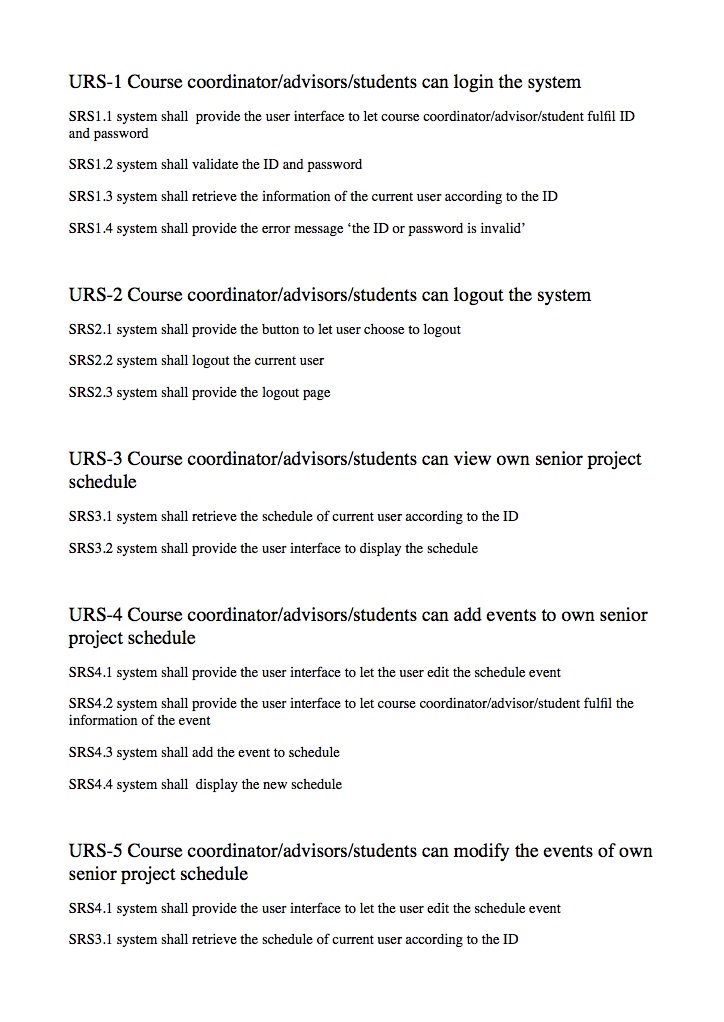 URS-1 Course coordinator/advisors/students can login the system
SRS1.1 system shall  provide the user interface to let course coordinator/advisor/student fulfil ID
and password
SRS1.2 system shall validate the ID and password
SRS1.3 system shall retrieve the information of the current user according to the ID
SRS1.4 system shall provide the error message ‘the ID or password is invalid’
URS-2 Course coordinator/advisors/students can logout the system
SRS2.1 system shall provide the button to let user choose to logout
SRS2.2 system shall logout the current user
SRS2.3 system shall provide the logout page
URS-3 Course coordinator/advisors/students can view own senior project
schedule
SRS3.1 system shall retrieve the schedule of current user according to the ID
SRS3.2 system shall provide the user interface to display the schedule
URS-4 Course coordinator/advisors/students can add events to own senior
project schedule
SRS4.1 system shall provide the user interface to let the user edit the schedule event
SRS4.2 system shall provide the user interface to let course coordinator/advisor/student fulfil the
information of the event
SRS4.3 system shall add the event to schedule
SRS4.4 system shall  display the new schedule
URS-5 Course coordinator/advisors/students can modify the events of own
senior project schedule
SRS4.1 system shall provide the user interface to let the user edit the schedule event
SRS3.1 system shall retrieve the schedule of current user according to the ID